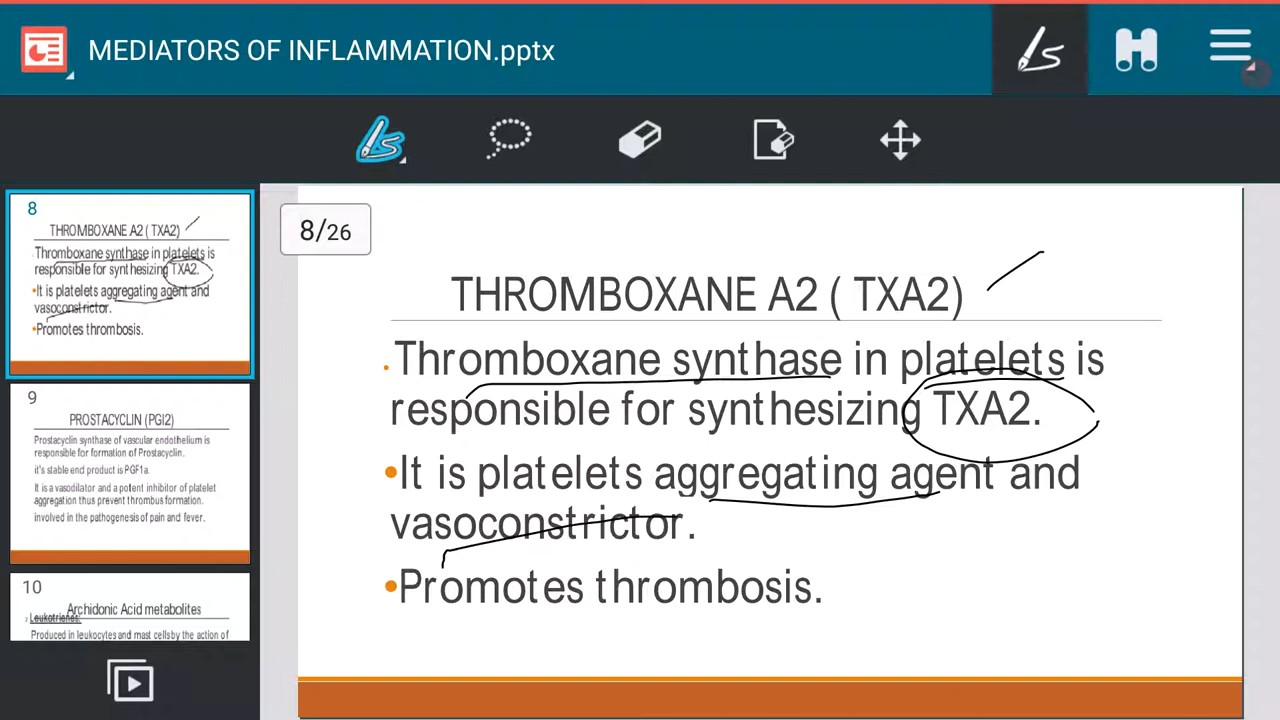 MEDIATORS OF INFLAMMATION.pptx
8
THROMBOXANE A2 ( TXA2)
Thromboxane synthase in platelets is
responsible for synthesizing TXA2.
•It is platelets aggregating agent and
vasoconstrictor.
•Promotes thrombosis.
9
PROSTACYCLIN (PGI2)
Prostacyclin synthase of vascular endothelium is
responsible for formation of Prostacyclin.
it's stable end product is PGF1a.
It is a vasodilator and a potent inhibitor of platelet
aggregation thus prevent thrombus formation.
involved in the pathogenesis of pain and fever.
10
Archidonic Acid metabolites
Leukotrienes:
Produced in leukocytes and mast cells by the action of
8/26
THROMBOXANE A2 ( TXA2)
•Thromboxane synthase in platelets is
responsible for synthesizing TXA2.
•It is platelets aggregating agent and
vasoconstrictor.
•Promotes thrombosis.